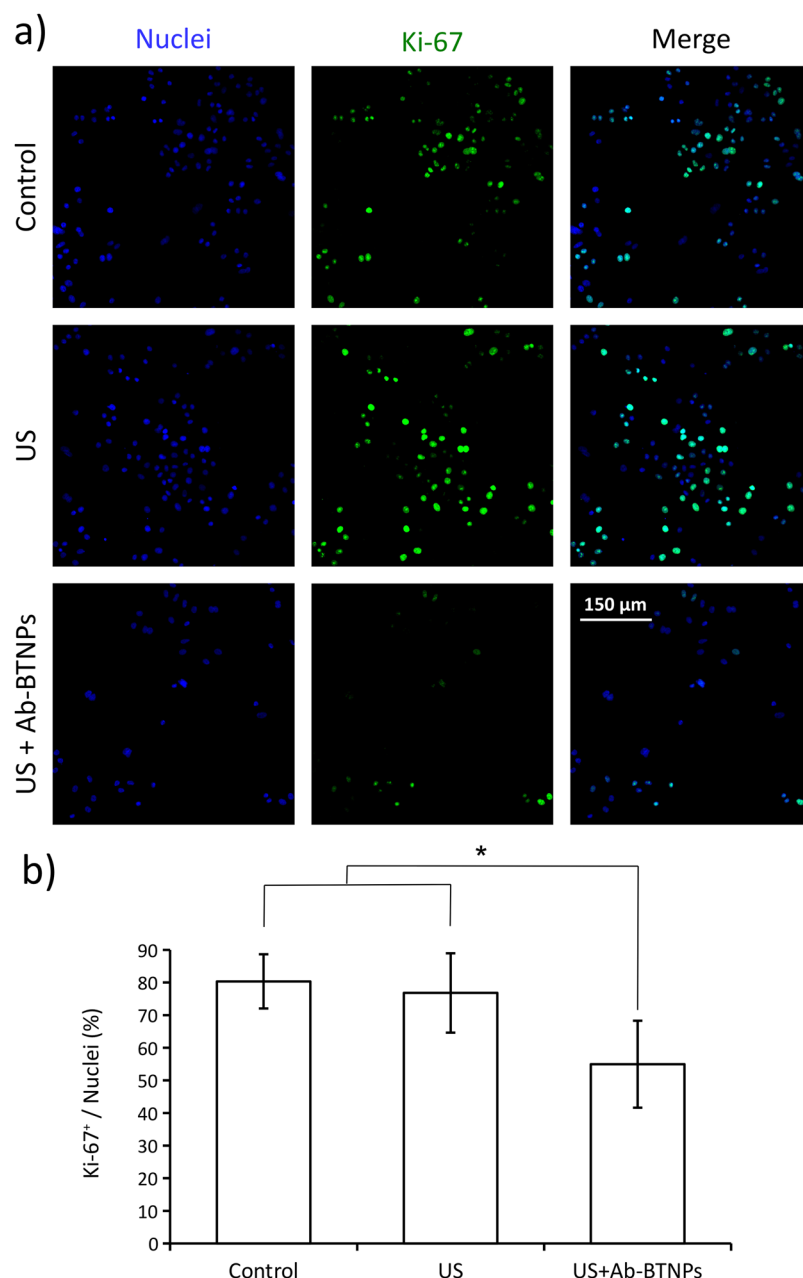 a)
Nuclei Ki-67 Merge
Control
US
US + Ab-BTNPs
150 µm
b)
*
Ki-67⁺ / Nuclei (%)
90
80
70
60
50
40
30
20
10
0
Control US US+Ab-BTNPs